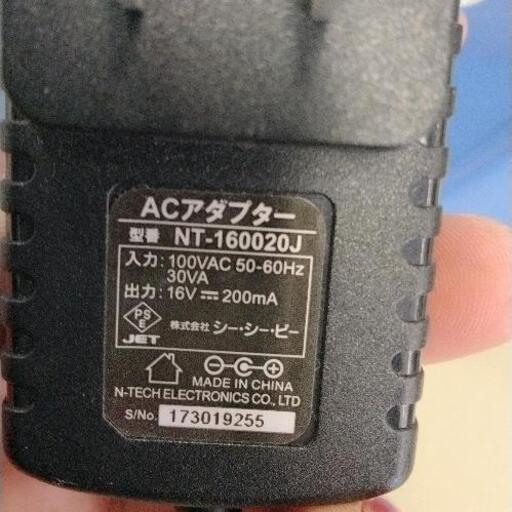 ACアダプター
型番 NT-160020J
入力：100VAC 50-60Hz
30VA
出力：16V⎓200mA
PS
E
JET
株式会社 シー・シー・ピー
MADE IN CHINA
N-TECH ELECTRONICS CO., LTD
S/No. 173019255